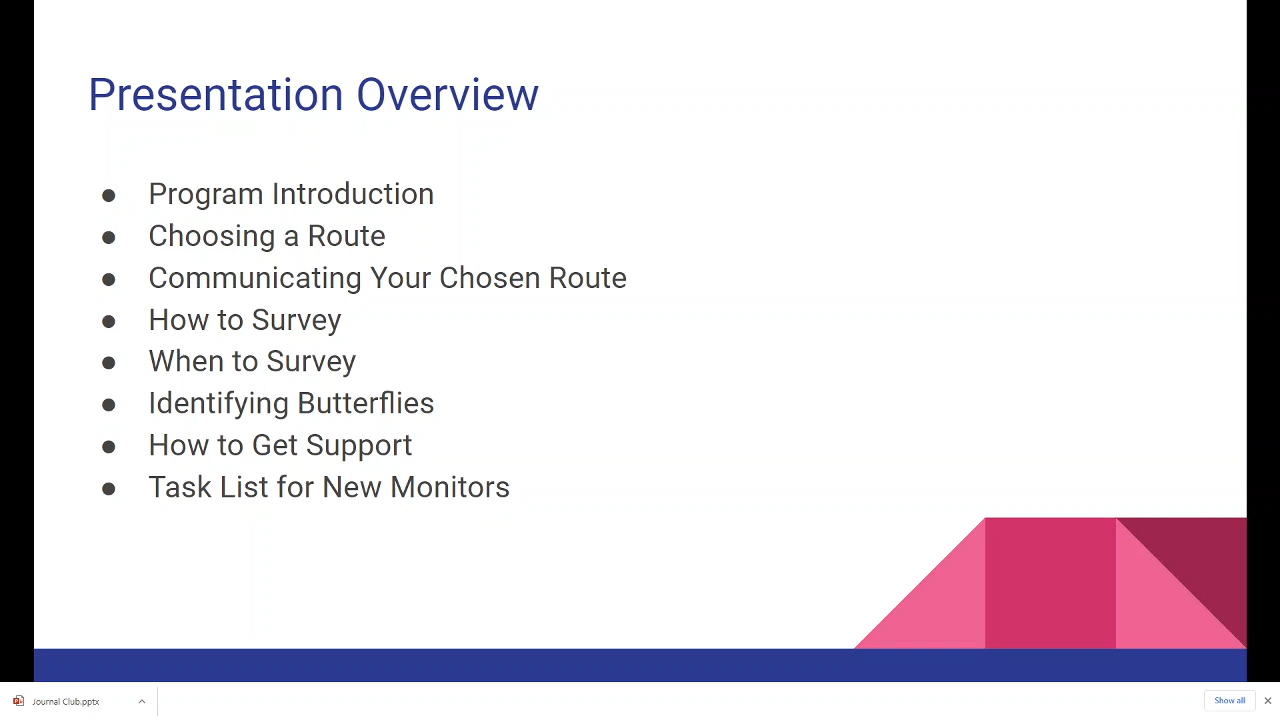 Presentation Overview
● Program Introduction
● Choosing a Route
● Communicating Your Chosen Route
● How to Survey
● When to Survey
● Identifying Butterflies
● How to Get Support
● Task List for New Monitors
Journal Club.pptx
Show all